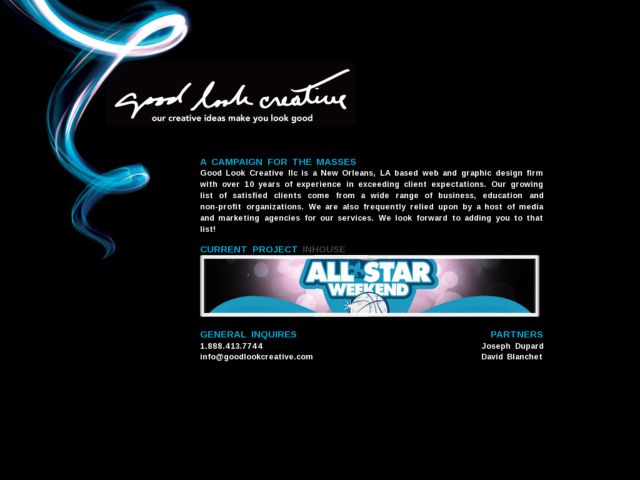 good look creative
our creative ideas make you look good
A CAMPAIGN FOR THE MASSES
Good Look Creative llc is a New Orleans, LA based web and graphic design firm
with over 10 years of experience in exceeding client expectations. Our growing
list of satisfied clients come from a wide range of business, education and
non-profit organizations. We are also frequently relied upon by a host of media
and marketing agencies for our services. We look forward to adding you to that
list!
CURRENT PROJECT INHOUSE
ALL STAR
WEEKEND
GENERAL INQUIRES
1.888.413.7744
info@goodlookcreative.com
PARTNERS
Joseph Dupard
David Blanchet